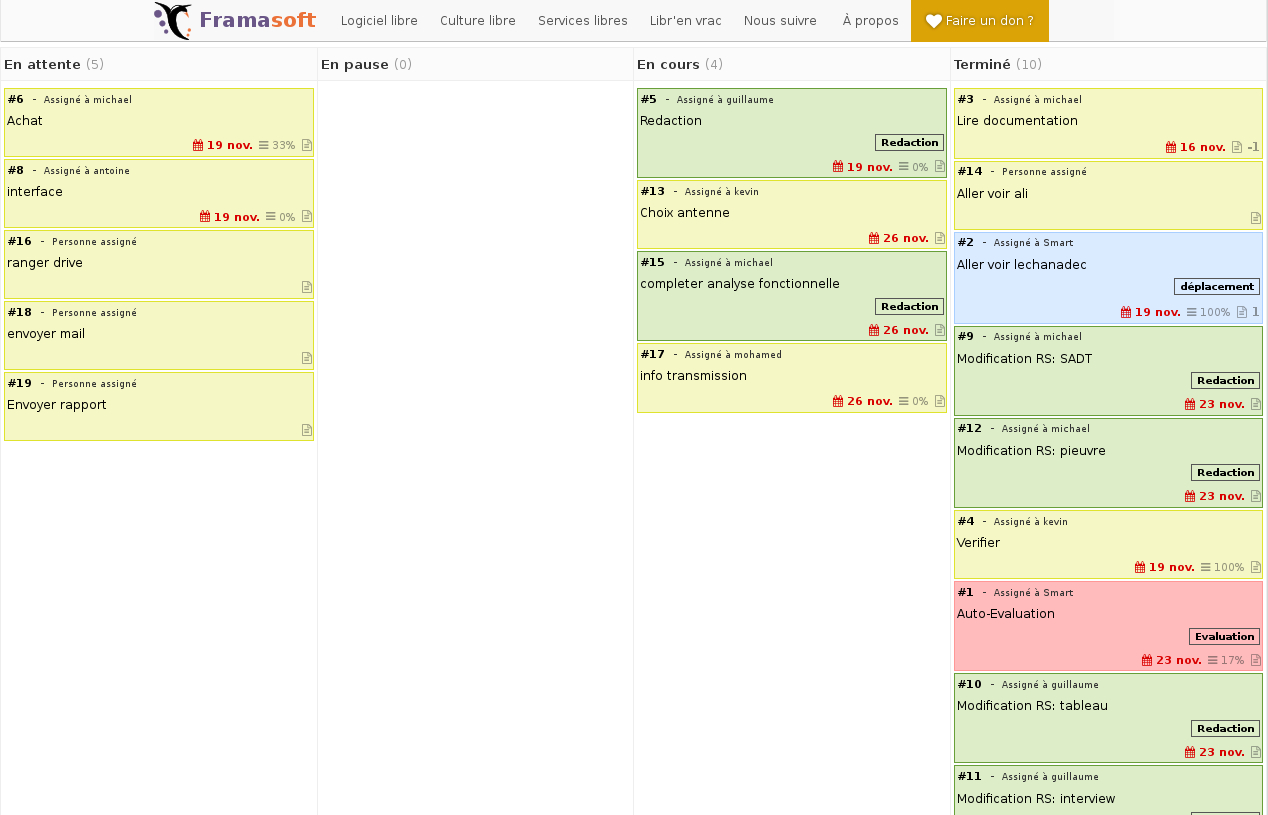 Framasoft
Logiciel libre
Culture libre
Services libres
Libr'en vrac
Nous suivre
À propos
Faire un don ?
En attente (5)
#6 - Assigné à michael
Achat
19 nov. 33%
#8 - Assigné à antoine
interface
19 nov. 0%
#16 - Personne assigné
ranger drive
#18 - Personne assigné
envoyer mail
#19 - Personne assigné
Envoyer rapport
En pause (0)
En cours (4)
#5 - Assigné à guillaume
Redaction
Redaction
19 nov. 0%
#13 - Assigné à kevin
Choix antenne
26 nov.
#15 - Assigné à michael
completer analyse fonctionnelle
Redaction
26 nov.
#17 - Assigné à mohamed
info transmission
26 nov. 0%
Terminé (10)
#3 - Assigné à michael
Lire documentation
16 nov. -1
#14 - Personne assigné
Aller voir ali
#2 - Assigné à Smart
Aller voir lechanadec
déplacement
19 nov. 100% 1
#9 - Assigné à michael
Modification RS: SADT
Redaction
23 nov.
#12 - Assigné à michael
Modification RS: pieuvre
Redaction
23 nov.
#4 - Assigné à kevin
Verifier
19 nov. 100%
#1 - Assigné à Smart
Auto-Evaluation
Evaluation
23 nov. 17%
#10 - Assigné à guillaume
Modification RS: tableau
Redaction
23 nov.
#11 - Assigné à guillaume
Modification RS: interview